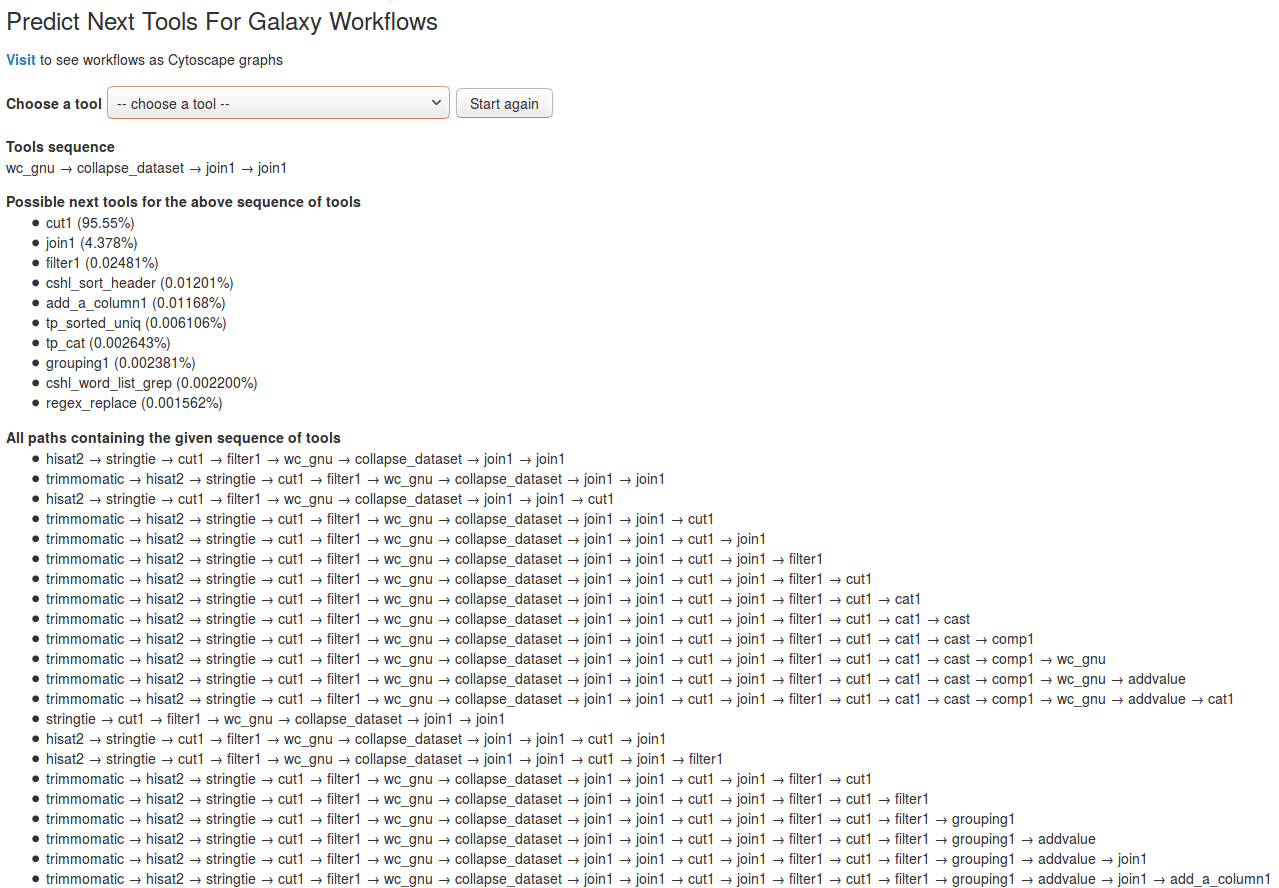 Predict Next Tools For Galaxy Workflows
Visit to see workflows as Cytoscape graphs
Choose a tool -- choose a tool -- Start again
Tools sequence
wc_gnu → collapse_dataset → join1 → join1
Possible next tools for the above sequence of tools
• cut1 (95.55%)
• join1 (4.378%)
• filter1 (0.02481%)
• cshl_sort_header (0.01201%)
• add_a_column1 (0.01168%)
• tp_sorted_uniq (0.006106%)
• tp_cat (0.002643%)
• grouping1 (0.002381%)
• cshl_word_list_grep (0.002200%)
• regex_replace (0.001562%)
All paths containing the given sequence of tools
• hisat2 → stringtie → cut1 → filter1 → wc_gnu → collapse_dataset → join1 → join1
• trimmomatic → hisat2 → stringtie → cut1 → filter1 → wc_gnu → collapse_dataset → join1 → join1
• hisat2 → stringtie → cut1 → filter1 → wc_gnu → collapse_dataset → join1 → join1 → cut1
• trimmomatic → hisat2 → stringtie → cut1 → filter1 → wc_gnu → collapse_dataset → join1 → join1 → cut1
• trimmomatic → hisat2 → stringtie → cut1 → filter1 → wc_gnu → collapse_dataset → join1 → join1 → cut1 → join1
• trimmomatic → hisat2 → stringtie → cut1 → filter1 → wc_gnu → collapse_dataset → join1 → join1 → cut1 → join1 → filter1
• trimmomatic → hisat2 → stringtie → cut1 → filter1 → wc_gnu → collapse_dataset → join1 → join1 → cut1 → join1 → filter1 → cut1
• trimmomatic → hisat2 → stringtie → cut1 → filter1 → wc_gnu → collapse_dataset → join1 → join1 → cut1 → join1 → filter1 → cut1 → cat1
• trimmomatic → hisat2 → stringtie → cut1 → filter1 → wc_gnu → collapse_dataset → join1 → join1 → cut1 → join1 → filter1 → cut1 → cat1 → cast
• trimmomatic → hisat2 → stringtie → cut1 → filter1 → wc_gnu → collapse_dataset → join1 → join1 → cut1 → join1 → filter1 → cut1 → cat1 → cast → comp1
• trimmomatic → hisat2 → stringtie → cut1 → filter1 → wc_gnu → collapse_dataset → join1 → join1 → cut1 → join1 → filter1 → cut1 → cat1 → cast → comp1 → wc_gnu
• trimmomatic → hisat2 → stringtie → cut1 → filter1 → wc_gnu → collapse_dataset → join1 → join1 → cut1 → join1 → filter1 → cut1 → cat1 → cast → comp1 → wc_gnu → addvalue
• trimmomatic → hisat2 → stringtie → cut1 → filter1 → wc_gnu → collapse_dataset → join1 → join1 → cut1 → join1 → filter1 → cut1 → cat1 → cast → comp1 → wc_gnu → addvalue → cat1
• stringtie → cut1 → filter1 → wc_gnu → collapse_dataset → join1 → join1
• hisat2 → stringtie → cut1 → filter1 → wc_gnu → collapse_dataset → join1 → join1 → cut1 → join1
• hisat2 → stringtie → cut1 → filter1 → wc_gnu → collapse_dataset → join1 → join1 → cut1 → join1 → filter1
• trimmomatic → hisat2 → stringtie → cut1 → filter1 → wc_gnu → collapse_dataset → join1 → join1 → cut1 → join1 → filter1 → cut1
• trimmomatic → hisat2 → stringtie → cut1 → filter1 → wc_gnu → collapse_dataset → join1 → join1 → cut1 → join1 → filter1 → cut1 → filter1
• trimmomatic → hisat2 → stringtie → cut1 → filter1 → wc_gnu → collapse_dataset → join1 → join1 → cut1 → join1 → filter1 → cut1 → filter1 → grouping1
• trimmomatic → hisat2 → stringtie → cut1 → filter1 → wc_gnu → collapse_dataset → join1 → join1 → cut1 → join1 → filter1 → cut1 → filter1 → grouping1 → addvalue
• trimmomatic → hisat2 → stringtie → cut1 → filter1 → wc_gnu → collapse_dataset → join1 → join1 → cut1 → join1 → filter1 → cut1 → filter1 → grouping1 → addvalue → join1
• trimmomatic → hisat2 → stringtie → cut1 → filter1 → wc_gnu → collapse_dataset → join1 → join1 → cut1 → join1 → filter1 → cut1 → filter1 → grouping1 → addvalue → join1 → add_a_column1